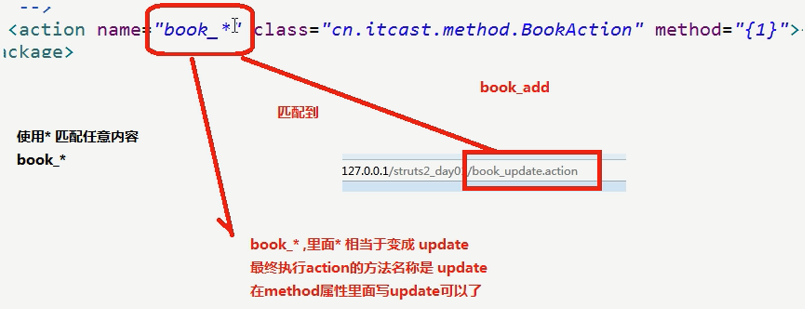 -->
<action name="book_*" class="cn.itcast.method.BookAction" method="{1}">
ackage>
book_add
匹配到
使用* 匹配任意内容
book_*
127.0.0.1/struts2_day0 /book_update.action
book_* ,里面* 相当于变成 update
最终执行action的方法名称是 update
在method属性里面写update可以了